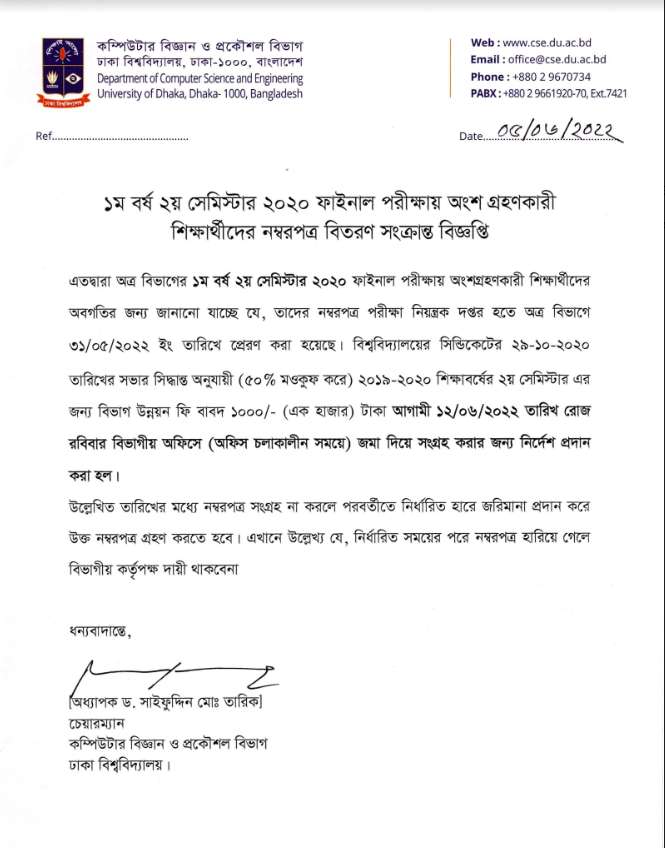 কম্পিউটার বিজ্ঞান ও প্রকৌশল বিভাগ
ঢাকা বিশ্ববিদ্যালয়, ঢাকা-১০০০, বাংলাদেশ
Department of Computer Science and Engineering
University of Dhaka, Dhaka- 1000, Bangladesh
Web : www.cse.du.ac.bd
Email : office@cse.du.ac.bd
Phone : +880 2 9670734
PABX : +880 2 9661920-70, Ext.7421
Ref................................................
Date.... ০৫/০৬/২০২২
১ম বর্ষ ২য় সেমিস্টার ২০২০ ফাইনাল পরীক্ষায় অংশ গ্রহণকারী
শিক্ষার্থীদের নম্বরপত্র বিতরণ সংক্রান্ত বিজ্ঞপ্তি
এতদ্বারা অত্র বিভাগের ১ম বর্ষ ২য় সেমিস্টার ২০২০ ফাইনাল পরীক্ষায় অংশগ্রহণকারী শিক্ষার্থীদের
অবগতির জন্য জানানো যাচ্ছে যে, তাদের নম্বরপত্র পরীক্ষা নিয়ন্ত্রক দপ্তর হতে অত্র বিভাগে
৩১/০৫/২০২২ ইং তারিখে প্রেরণ করা হয়েছে। বিশ্ববিদ্যালয়ের সিন্ডিকেটের ২৯-১০-২০২০
তারিখের সভার সিদ্ধান্ত অনুযায়ী (৫০% মওকুফ করে) ২০১৯-২০২০ শিক্ষাবর্ষের ২য় সেমিস্টার এর
জন্য বিভাগ উন্নয়ন ফি বাবদ ১০০০/- (এক হাজার) টাকা আগামী ১২/০৬/২০২২ তারিখ রোজ
রবিবার বিভাগীয় অফিসে (অফিস চলাকালীন সময়ে) জমা দিয়ে সংগ্রহ করার জন্য নির্দেশ প্রদান
করা হল।
উল্লেখিত তারিখের মধ্যে নম্বরপত্র সংগ্রহ না করলে পরবর্তীতে নির্ধারিত হারে জরিমানা প্রদান করে
উক্ত নম্বরপত্র গ্রহণ করতে হবে। এখানে উল্লেখ্য যে, নির্ধারিত সময়ের পরে নম্বরপত্র হারিয়ে গেলে
বিভাগীয় কর্তৃপক্ষ দায়ী থাকবেনা
ধন্যবাদান্তে,
[অধ্যাপক ড. সাইফুদ্দিন মোঃ তারিক]
চেয়ারম্যান
কম্পিউটার বিজ্ঞান ও প্রকৌশল বিভাগ
ঢাকা বিশ্ববিদ্যালয়।